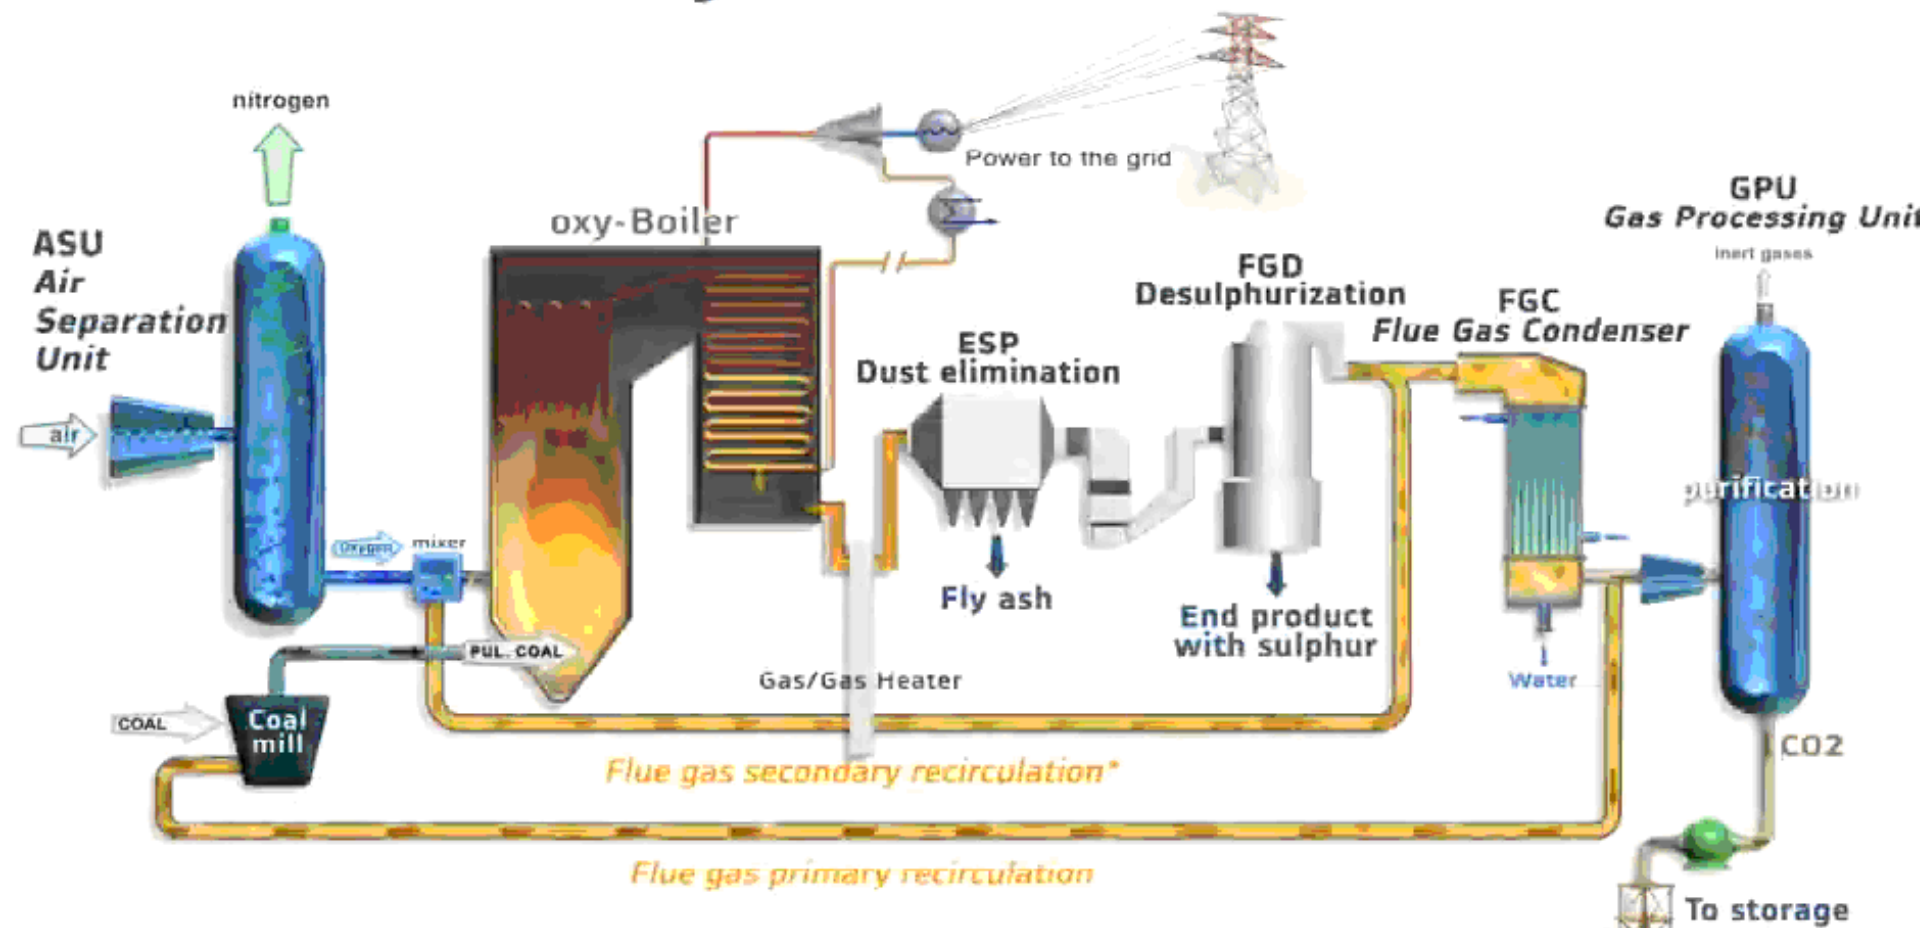 nitrogen
ASU
Air
Separation
Unit
air
oxygen
mixer
oxy-Boiler
Power to the grid
PUL. COAL
COAL
Coal
mill
Gas/Gas Heater
ESP
Dust elimination
Fly ash
FGD
Desulphurization
End product
with sulphur
FGC
Flue Gas Condenser
Water
GPU
Gas Processing Unit
inert gases
purification
CO2
To storage
Flue gas secondary recirculation*
Flue gas primary recirculation